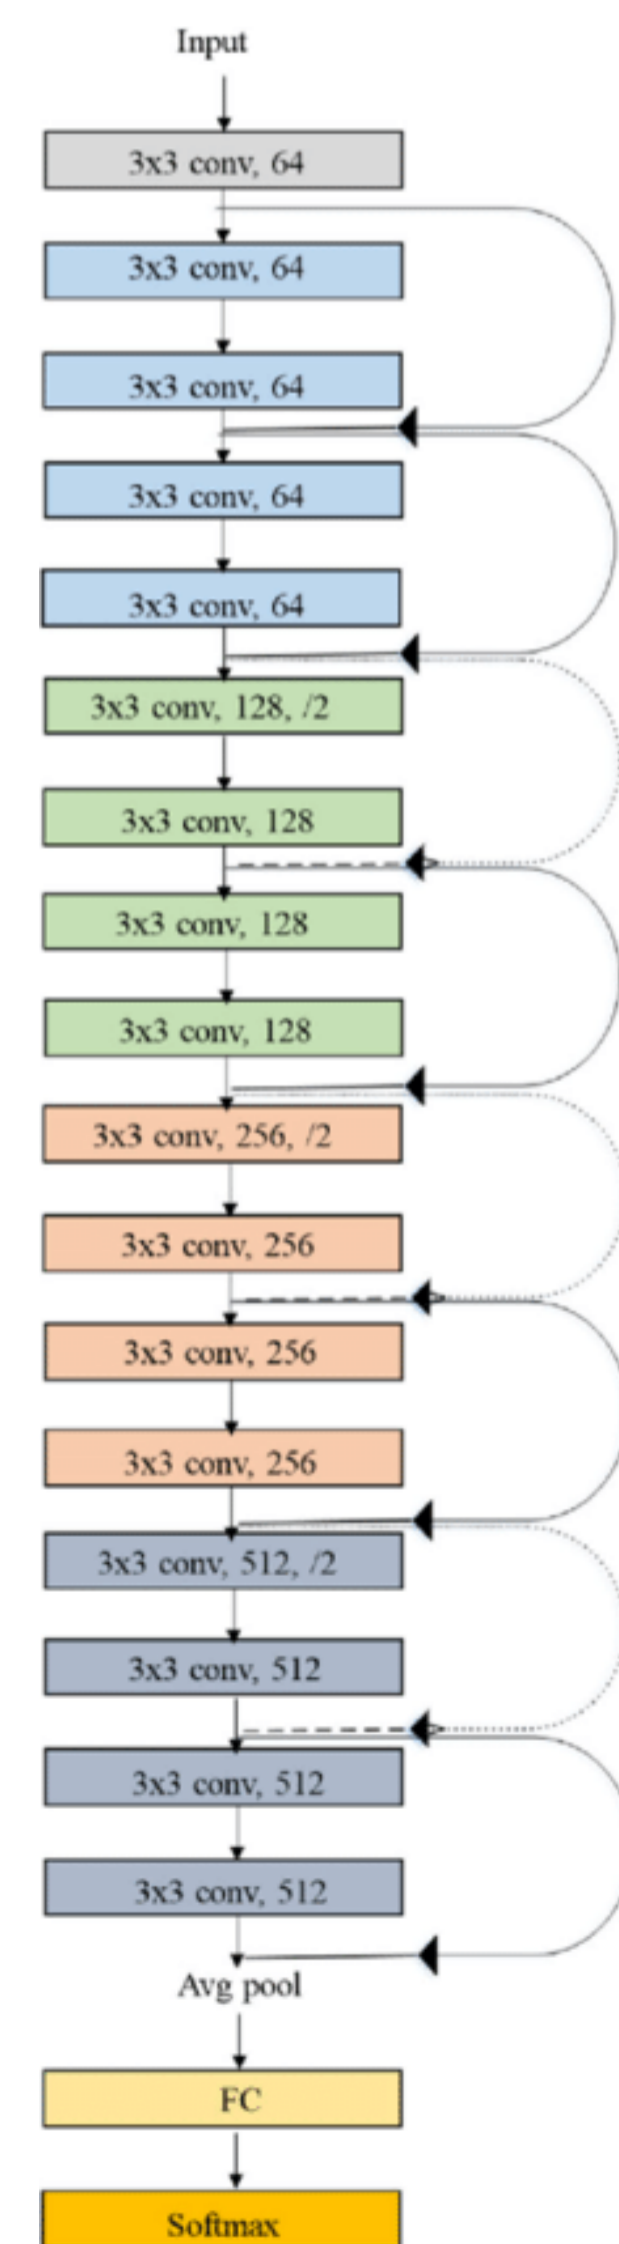 Input
3x3 conv, 64
3x3 conv, 64
3x3 conv, 64
3x3 conv, 64
3x3 conv, 64
3x3 conv, 128, /2
3x3 conv, 128
3x3 conv, 128
3x3 conv, 128
3x3 conv, 256, /2
3x3 conv, 256
3x3 conv, 256
3x3 conv, 256
3x3 conv, 512, /2
3x3 conv, 512
3x3 conv, 512
3x3 conv, 512
Avg pool
FC
Softmax